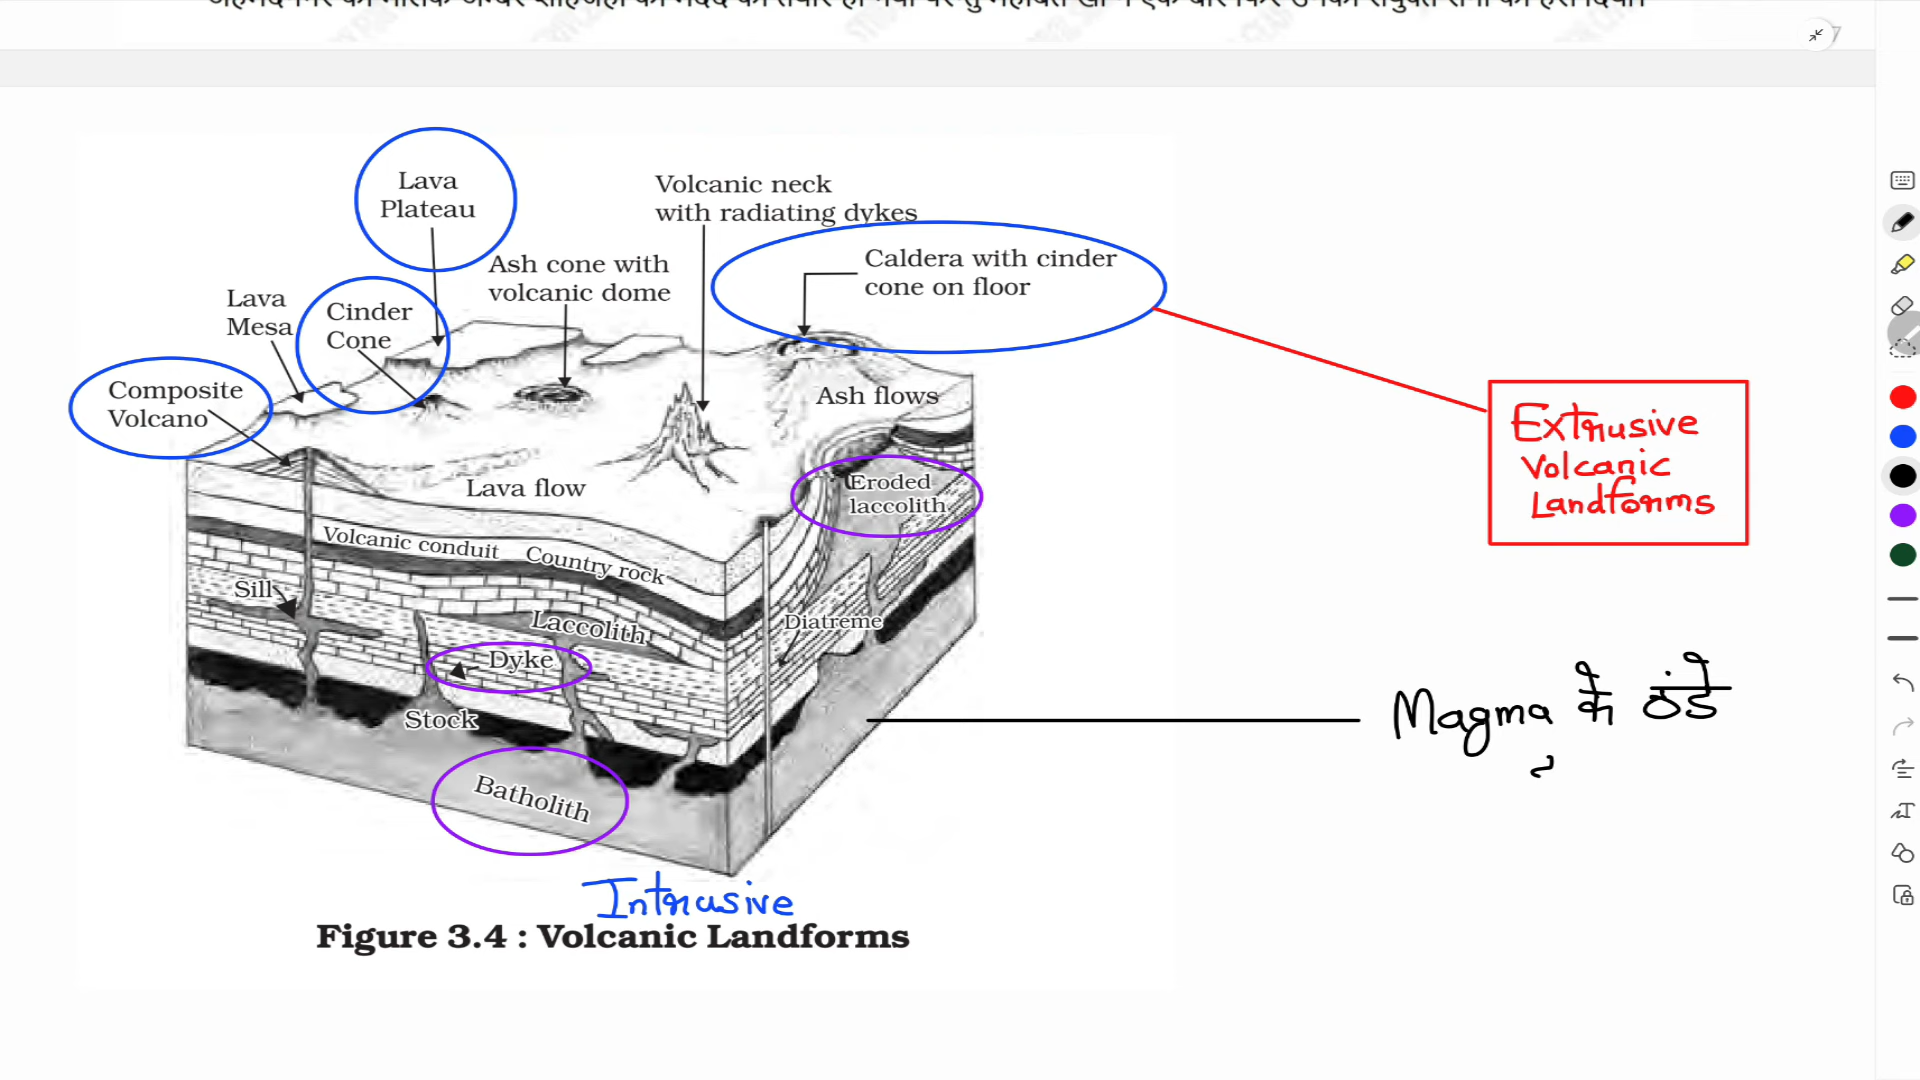 Lava
Plateau
Volcanic neck
with radiating dykes
Caldera with cinder
cone on floor
Ash cone with
volcanic dome
Lava
Mesa
Cinder
Cone
Composite
Volcano
Ash flows
Lava flow
Eroded
laccolith
Volcanic conduit
Country rock
Sill
Laccolith
Diatreme
Dyke
Stock
Batholith
Intrusive
Figure 3.4 : Volcanic Landforms
Extrusive
Volcanic
Landforms
Magma के ठंडे